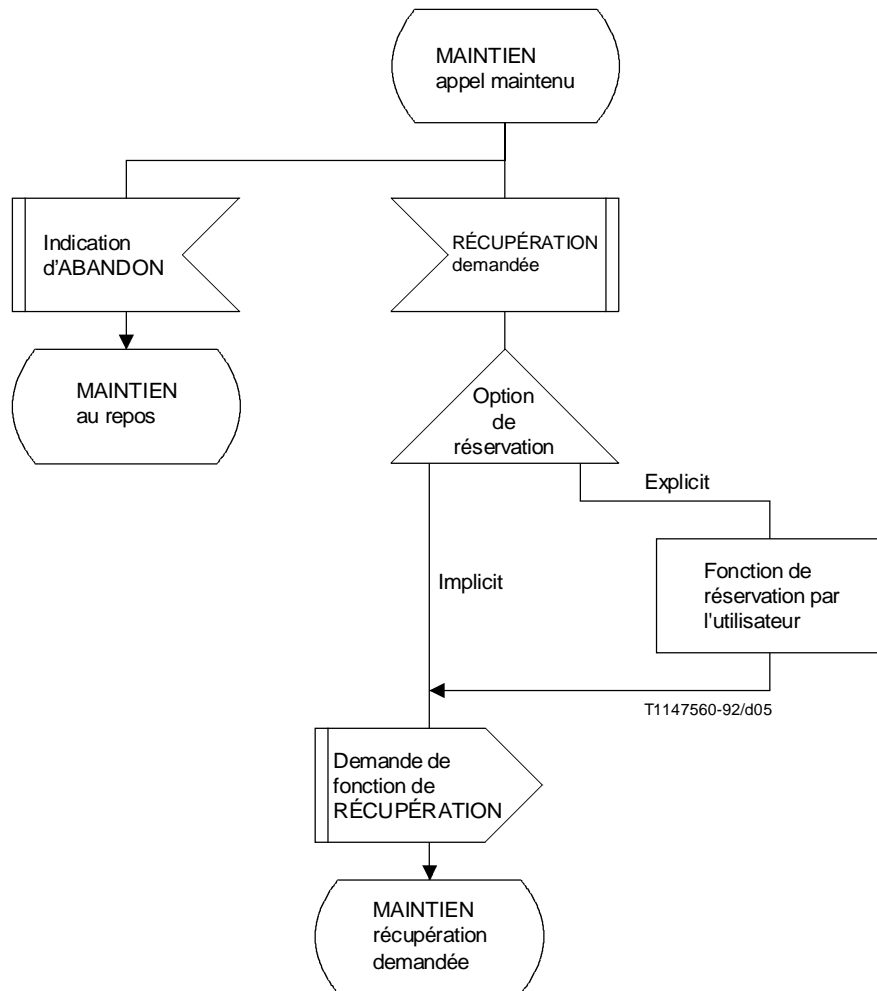 MAINTIEN
appel maintenu
Indication
d'ABANDON
RÉCUPÉRATION
demandée
MAINTIEN
au repos
Option
de
réservation
Explicit
Implicit
Fonction de
réservation par
l'utilisateur
T1147560-92/d05
Demande de
fonction de
RÉCUPÉRATION
MAINTIEN
récupération
demandée